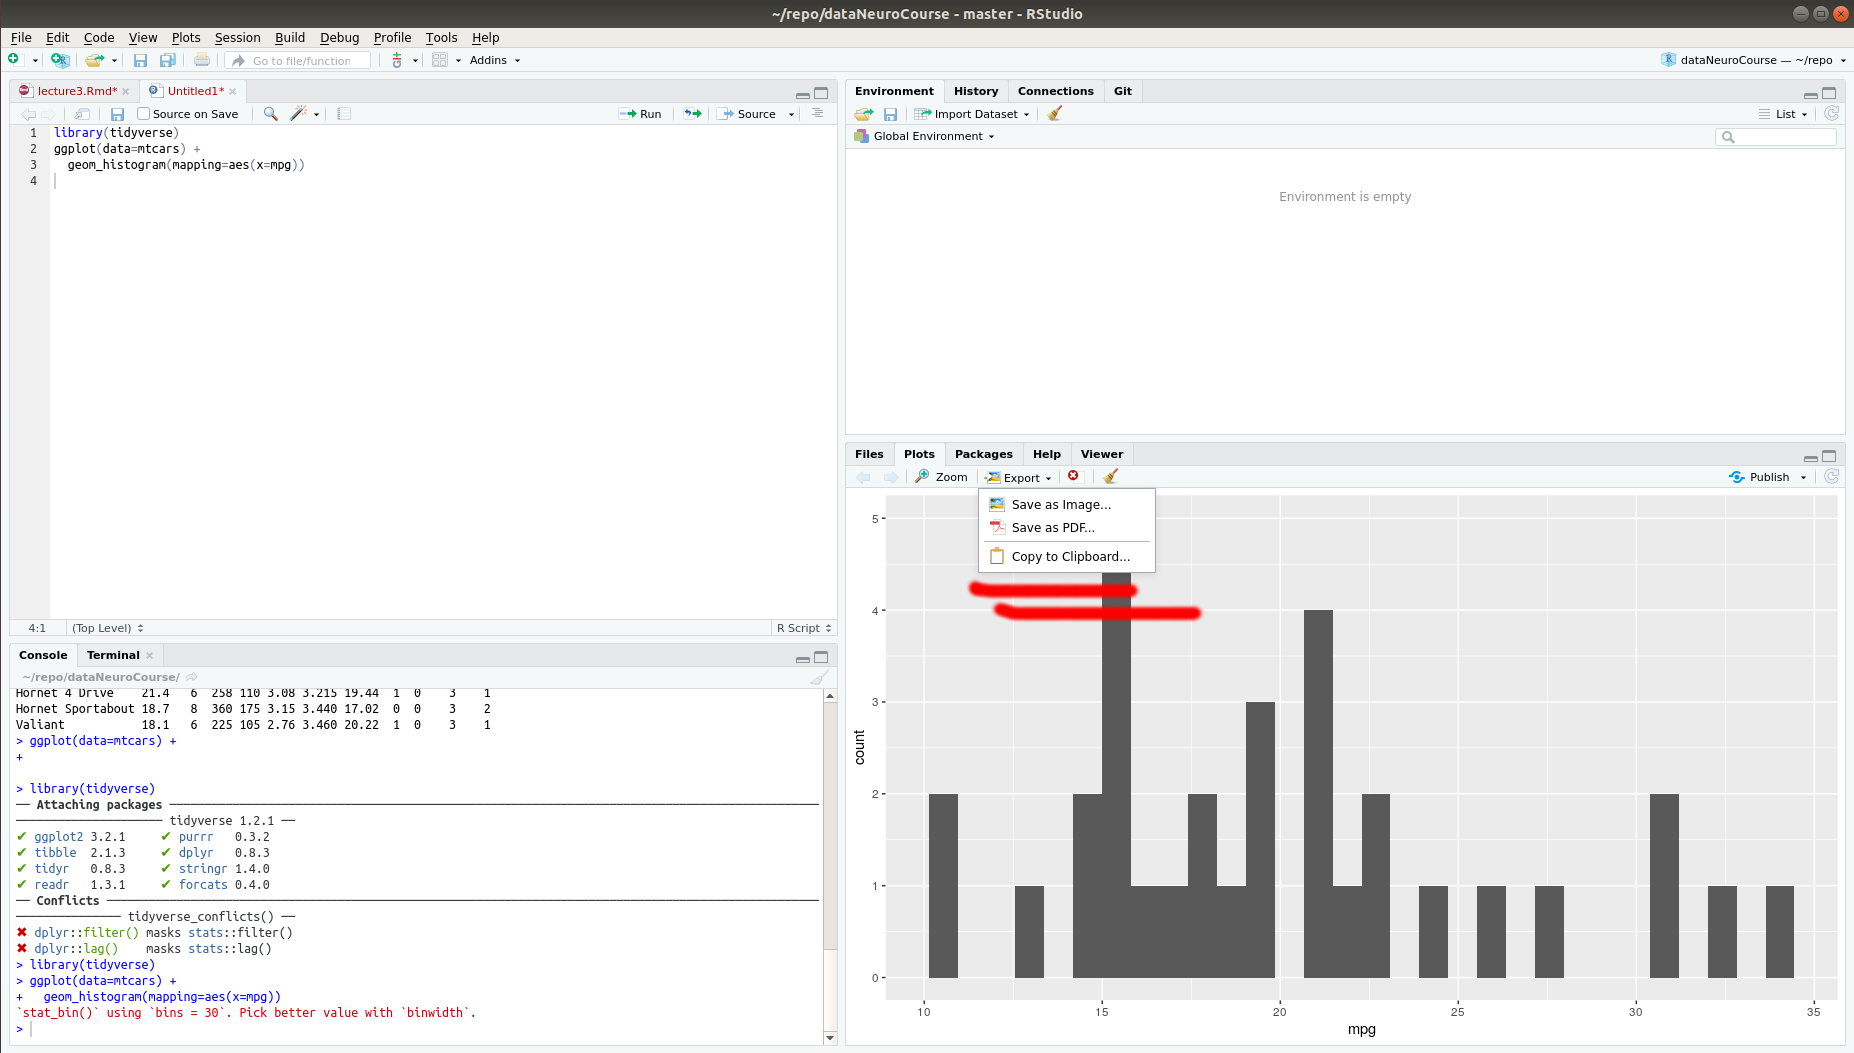 ~/repo/dataNeuroCourse - master - RStudio
File Edit Code View Plots Session Build Debug Profile Tools Help
Go to file/function Addins dataNeuroCourse — ~/repo
lecture3.Rmd* Untitled1*
Source on Save Run Source
1 library(tidyverse)
2 ggplot(data=mtcars) +
3 geom_histogram(mapping=aes(x=mpg))
4
4:1 (Top Level) R Script
Console Terminal
~/repo/dataNeuroCourse/
Hornet 4 Drive 21.4 6 258 110 3.08 3.215 19.44 1 0 3 1
Hornet Sportabout 18.7 8 360 175 3.15 3.440 17.02 0 0 3 2
Valiant 18.1 6 225 105 2.76 3.460 20.22 1 0 3 1
> ggplot(data=mtcars) +
+
> library(tidyverse)
── Attaching packages ──
── tidyverse 1.2.1 ──
✔ ggplot2 3.2.1 ✔ purrr 0.3.2
✔ tibble 2.1.3 ✔ dplyr 0.8.3
✔ tidyr 0.8.3 ✔ stringr 1.4.0
✔ readr 1.3.1 ✔ forcats 0.4.0
── Conflicts ──
── tidyverse_conflicts() ──
✖ dplyr::filter() masks stats::filter()
✖ dplyr::lag() masks stats::lag()
> library(tidyverse)
> ggplot(data=mtcars) +
+ geom_histogram(mapping=aes(x=mpg))
`stat_bin()` using `bins = 30`. Pick better value with `binwidth`.
>
Environment History Connections Git
Import Dataset List
Global Environment
Environment is empty
Files Plots Packages Help Viewer
Zoom Export Publish
Save as Image...
Save as PDF...
Copy to Clipboard...
5
4
3
2
1
0
count
10 15 20 25 30 35
mpg